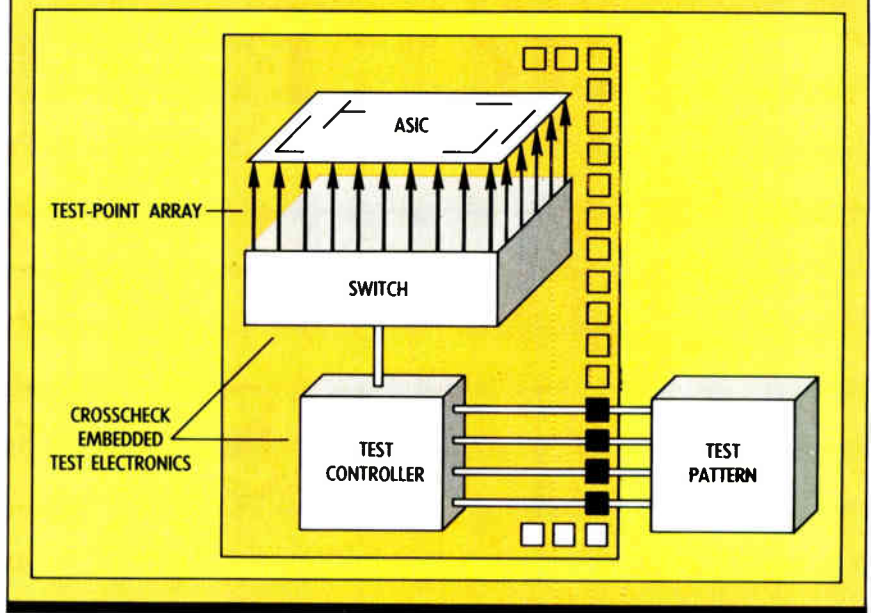 ASIC
TEST-POINT ARRAY
SWITCH
CROSSCHECK
EMBEDDED
TEST ELECTRONICS
TEST
CONTROLLER
TEST
PATTERN